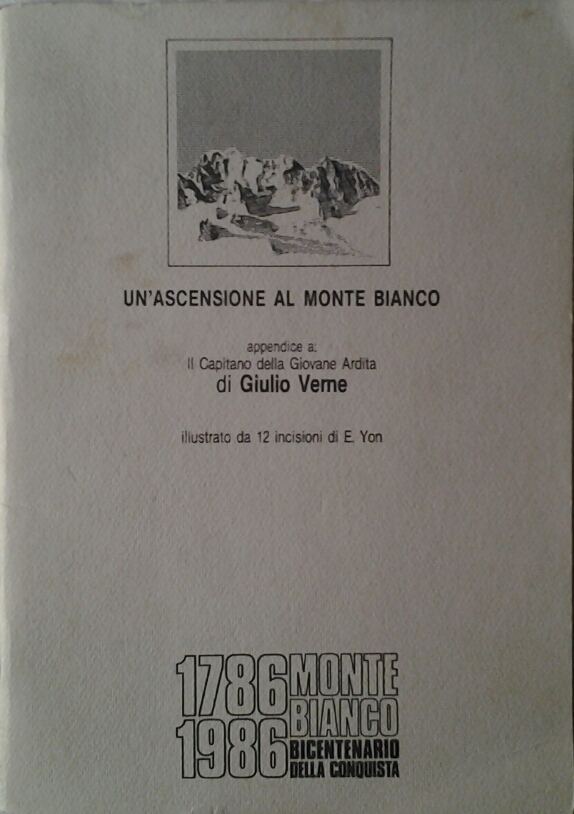 UN'ASCENSIONE AL MONTE BIANCO
appendice a:
Il Capitano della Giovane Ardita
di Giulio Verne
illustrato da 12 incisioni di E. Yon
1786 MONTE
BIANCO
1986 BICENTENARIO
DELLA CONQUISTA